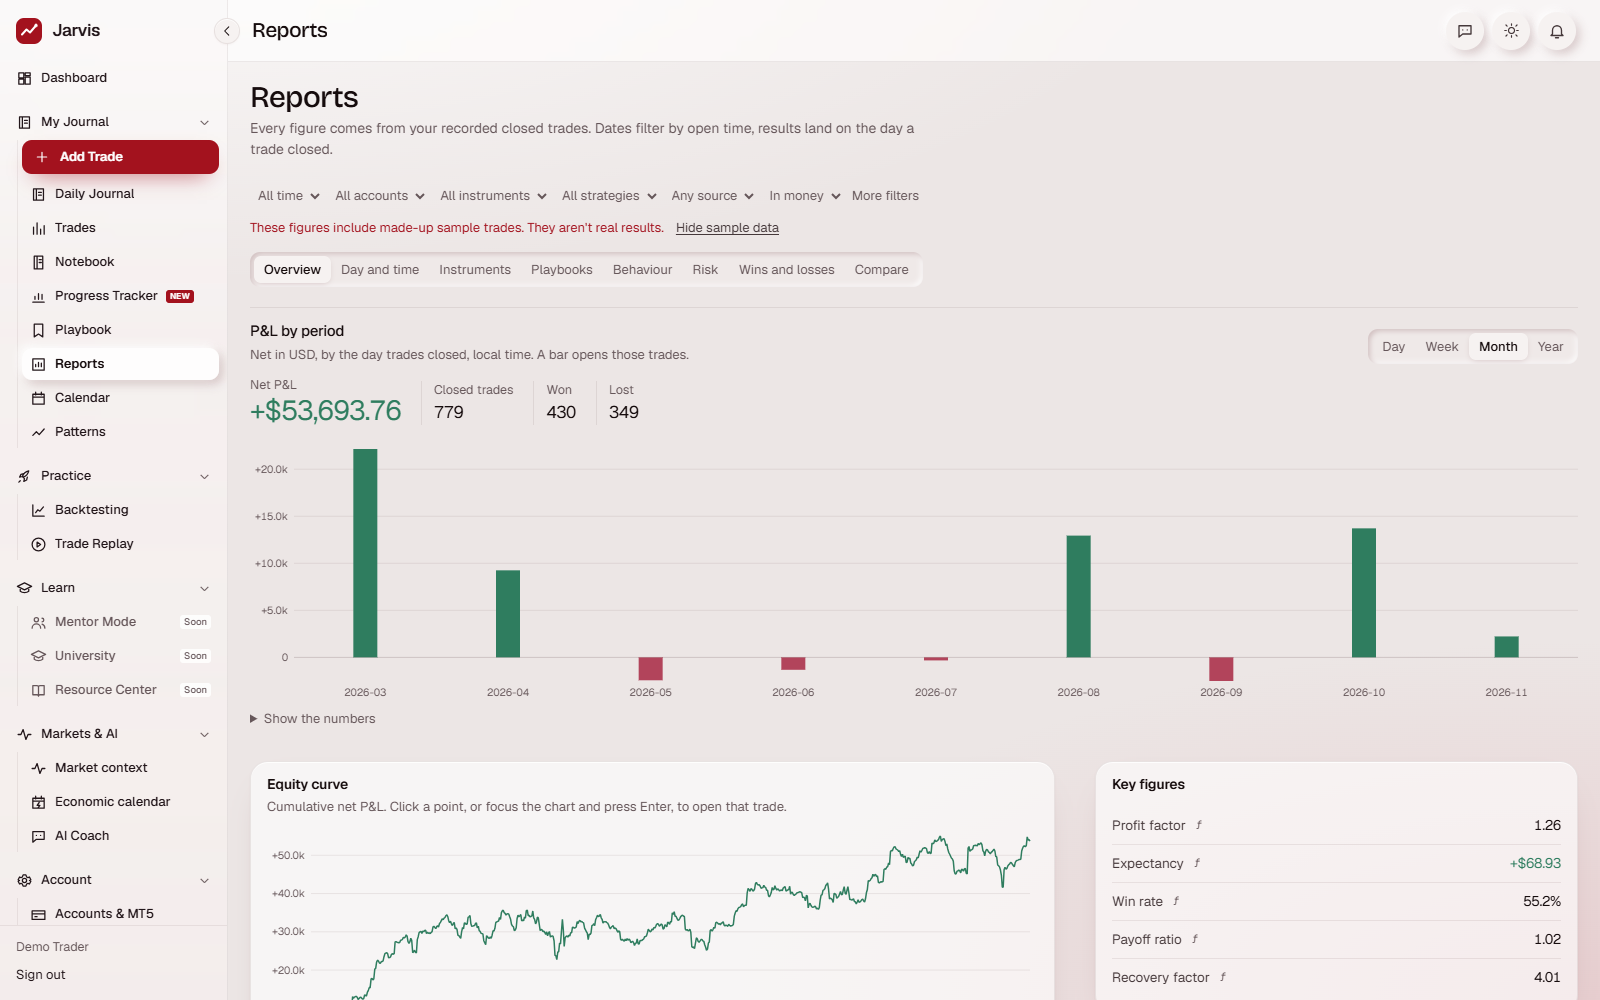 Jarvis
Dashboard
My Journal
Add Trade
Daily Journal
Trades
Notebook
Progress Tracker NEW
Playbook
Reports
Calendar
Patterns
Practice
Backtesting
Trade Replay
Learn
Mentor Mode Soon
University Soon
Resource Center Soon
Markets & AI
Market context
Economic calendar
AI Coach
Account
Accounts & MT5
Demo Trader
Sign out
Reports
Reports
Every figure comes from your recorded closed trades. Dates filter by open time, results land on the day a
trade closed.
All time All accounts All instruments All strategies Any source In money More filters
These figures include made-up sample trades. They aren't real results. Hide sample data
Overview Day and time Instruments Playbooks Behaviour Risk Wins and losses Compare
P&L by period
Net in USD, by the day trades closed, local time. A bar opens those trades.
Day Week Month Year
Net P&L Closed trades Won Lost
+$53,693.76 779 430 349
+20.0k
+15.0k
+10.0k
+5.0k
0
2026-03 2026-04 2026-05 2026-06 2026-07 2026-08 2026-09 2026-10 2026-11
Show the numbers
Equity curve
Cumulative net P&L. Click a point, or focus the chart and press Enter, to open that trade.
+50.0k
+40.0k
+30.0k
+20.0k
Key figures
Profit factor f 1.26
Expectancy f +$68.93
Win rate f 55.2%
Payoff ratio f 1.02
Recovery factor f 4.01